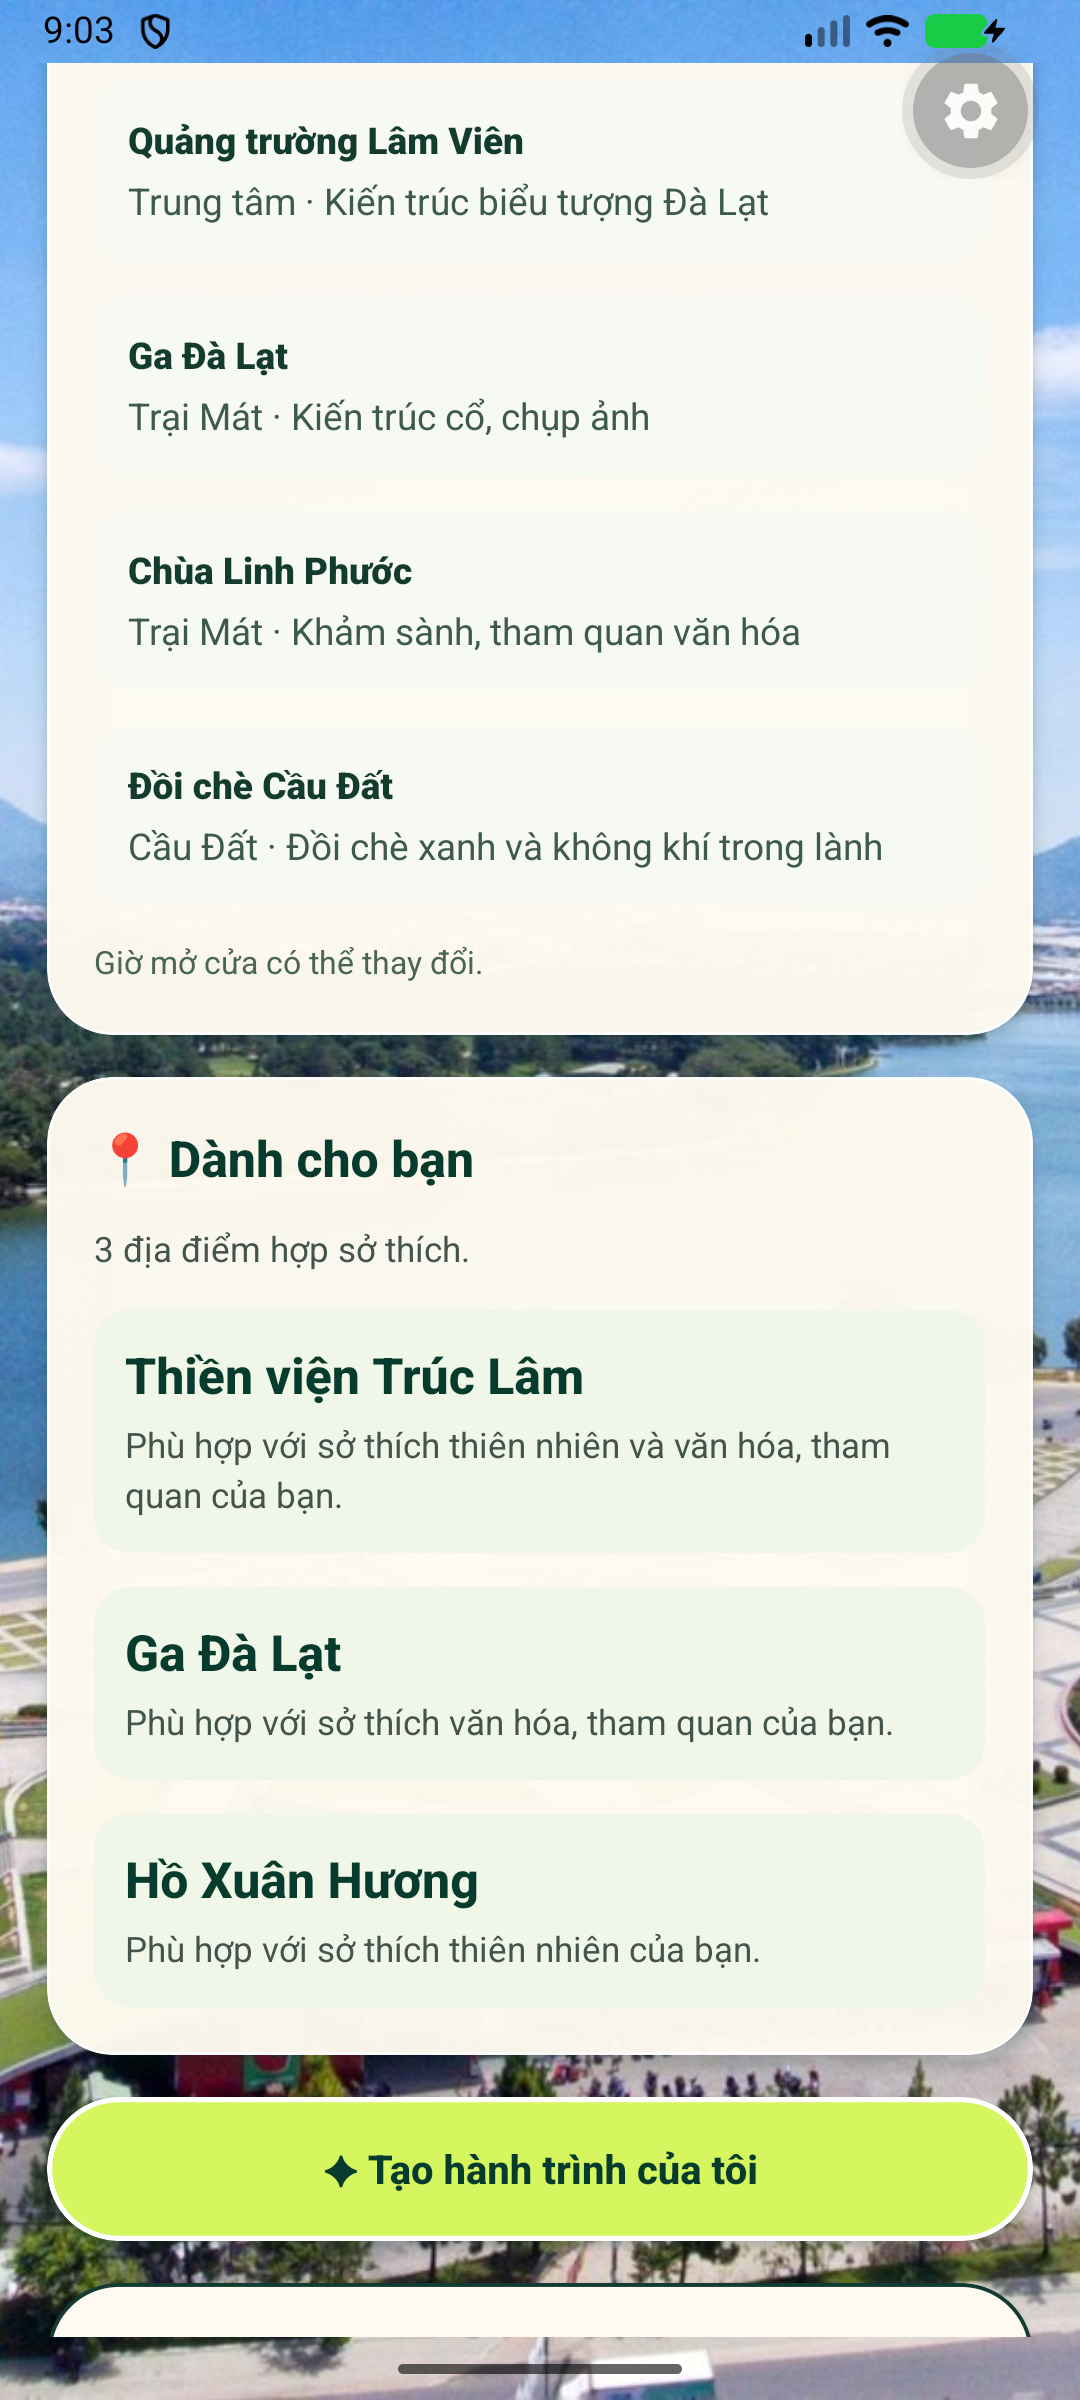 9:03
Quảng trường Lâm Viên
Trung tâm · Kiến trúc biểu tượng Đà Lạt
Ga Đà Lạt
Trại Mát · Kiến trúc cổ, chụp ảnh
Chùa Linh Phước
Trại Mát · Khảm sành, tham quan văn hóa
Đồi chè Cầu Đất
Cầu Đất · Đồi chè xanh và không khí trong lành
Giờ mở cửa có thể thay đổi.
📍 Dành cho bạn
3 địa điểm hợp sở thích.
Thiền viện Trúc Lâm
Phù hợp với sở thích thiên nhiên và văn hóa, tham
quan của bạn.
Ga Đà Lạt
Phù hợp với sở thích văn hóa, tham quan của bạn.
Hồ Xuân Hương
Phù hợp với sở thích thiên nhiên của bạn.
✦ Tạo hành trình của tôi